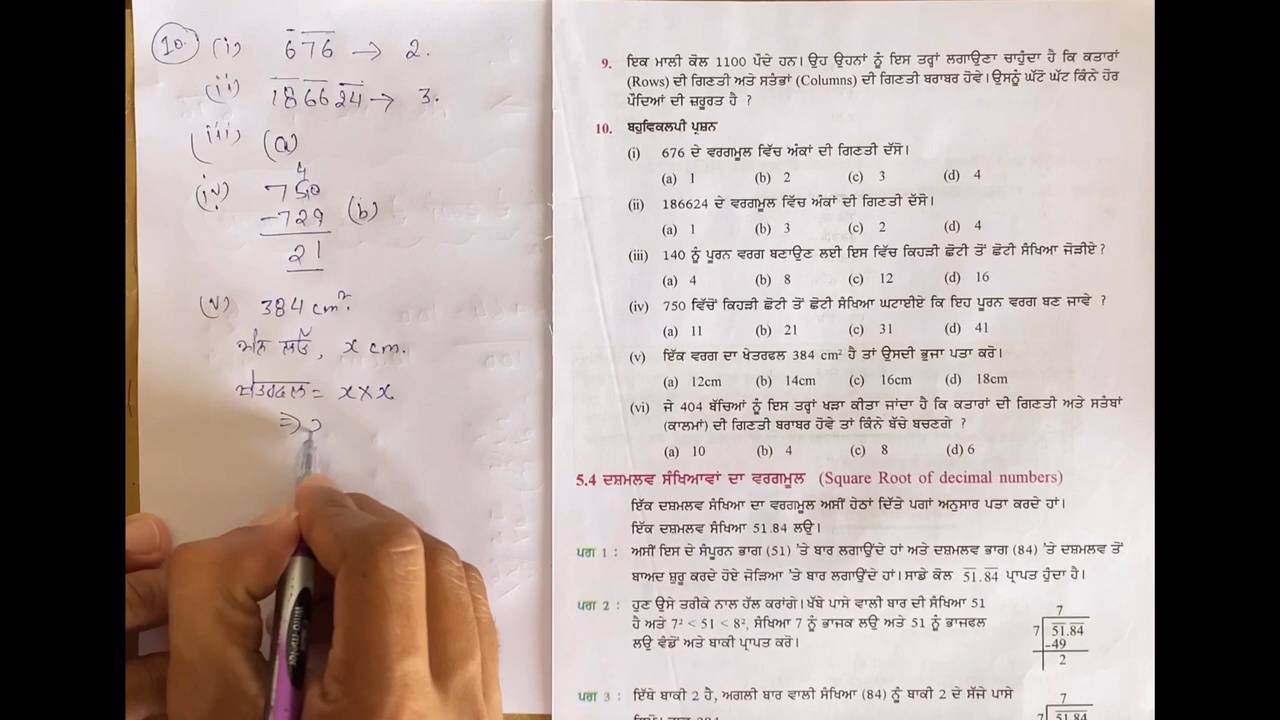 10. (i) 676 → 2.
(ii) 186624 → 3.
(iii) (a)
4
(iv) 750
-729 (b)
21
(v) 384 cm².
ਮੰਨ ਲਓ, x cm.
ਖੇਤਰਫਲ = x × x
⇒
9. ਇਕ ਮਾਲੀ ਕੋਲ 1100 ਪੌਦੇ ਹਨ। ਉਹ ਉਹਨਾਂ ਨੂੰ ਇਸ ਤਰ੍ਹਾਂ ਲਗਾਉਣਾ ਚਾਹੁੰਦਾ ਹੈ ਕਿ ਕਤਾਰਾਂ
(Rows) ਦੀ ਗਿਣਤੀ ਅਤੇ ਸਤੰਭਾਂ (Columns) ਦੀ ਗਿਣਤੀ ਬਰਾਬਰ ਹੋਵੇ। ਉਸਨੂੰ ਘੱਟੋ ਘੱਟ ਕਿੰਨੇ ਹੋਰ
ਪੌਦਿਆਂ ਦੀ ਜ਼ਰੂਰਤ ਹੈ ?
10. ਬਹੁਵਿਕਲਪੀ ਪ੍ਰਸ਼ਨ
(i) 676 ਦੇ ਵਰਗਮੂਲ ਵਿੱਚ ਅੰਕਾਂ ਦੀ ਗਿਣਤੀ ਦੱਸੋ।
(a) 1 (b) 2 (c) 3 (d) 4
(ii) 186624 ਦੇ ਵਰਗਮੂਲ ਵਿੱਚ ਅੰਕਾਂ ਦੀ ਗਿਣਤੀ ਦੱਸੋ।
(a) 1 (b) 3 (c) 2 (d) 4
(iii) 140 ਨੂੰ ਪੂਰਨ ਵਰਗ ਬਣਾਉਣ ਲਈ ਇਸ ਵਿੱਚ ਕਿਹੜੀ ਛੋਟੀ ਤੋਂ ਛੋਟੀ ਸੰਖਿਆ ਜੋੜੀਏ ?
(a) 4 (b) 8 (c) 12 (d) 16
(iv) 750 ਵਿੱਚੋਂ ਕਿਹੜੀ ਛੋਟੀ ਤੋਂ ਛੋਟੀ ਸੰਖਿਆ ਘਟਾਈਏ ਕਿ ਇਹ ਪੂਰਨ ਵਰਗ ਬਣ ਜਾਵੇ ?
(a) 11 (b) 21 (c) 31 (d) 41
(v) ਇੱਕ ਵਰਗ ਦਾ ਖੇਤਰਫਲ 384 cm² ਹੈ ਤਾਂ ਉਸਦੀ ਭੁਜਾ ਪਤਾ ਕਰੋ।
(a) 12cm (b) 14cm (c) 16cm (d) 18cm
(vi) ਜੇ 404 ਬੱਚਿਆਂ ਨੂੰ ਇਸ ਤਰ੍ਹਾਂ ਖੜਾ ਕੀਤਾ ਜਾਂਦਾ ਹੈ ਕਿ ਕਤਾਰਾਂ ਦੀ ਗਿਣਤੀ ਅਤੇ ਸਤੰਬਾਂ
(ਕਾਲਮਾਂ) ਦੀ ਗਿਣਤੀ ਬਰਾਬਰ ਹੋਵੇ ਤਾਂ ਕਿੰਨੇ ਬੱਚੇ ਬਚਣਗੇ ?
(a) 10 (b) 4 (c) 8 (d) 6
5.4 ਦਸ਼ਮਲਵ ਸੰਖਿਆਵਾਂ ਦਾ ਵਰਗਮੂਲ (Square Root of decimal numbers)
ਇੱਕ ਦਸ਼ਮਲਵ ਸੰਖਿਆ ਦਾ ਵਰਗਮੂਲ ਅਸੀਂ ਹੇਠਾਂ ਦਿੱਤੇ ਪਗਾਂ ਅਨੁਸਾਰ ਪਤਾ ਕਰਦੇ ਹਾਂ।
ਇੱਕ ਦਸ਼ਮਲਵ ਸੰਖਿਆ 51.84 ਲਉ।
ਪਗ 1 : ਅਸੀਂ ਇਸ ਦੇ ਸੰਪੂਰਨ ਭਾਗ (51) 'ਤੇ ਬਾਰ ਲਗਾਉਂਦੇ ਹਾਂ ਅਤੇ ਦਸ਼ਮਲਵ ਭਾਗ (84) 'ਤੇ ਦਸ਼ਮਲਵ ਤੋਂ
ਬਾਅਦ ਸ਼ੁਰੂ ਕਰਦੇ ਹੋਏ ਜੋੜਿਆ 'ਤੇ ਬਾਰ ਲਗਾਉਂਦੇ ਹਾਂ। ਸਾਡੇ ਕੋਲ 51.84 ਪ੍ਰਾਪਤ ਹੁੰਦਾ ਹੈ।
ਪਗ 2 : ਹੁਣ ਉਸੇ ਤਰੀਕੇ ਨਾਲ ਹੱਲ ਕਰਾਂਗੇ। ਖੱਬੇ ਪਾਸੇ ਵਾਲੀ ਬਾਰ ਦੀ ਸੰਖਿਆ 51
ਹੈ ਅਤੇ 7² < 51 < 8², ਸੰਖਿਆ 7 ਨੂੰ ਭਾਜਕ ਲਉ ਅਤੇ 51 ਨੂੰ ਭਾਜਫਲ
ਲਉ ਵੰਡੋਂ ਅਤੇ ਬਾਕੀ ਪ੍ਰਾਪਤ ਕਰੋ।
7
7 51.84
-49
2
ਪਗ 3 : ਇੱਥੇ ਬਾਕੀ 2 ਹੈ, ਅਗਲੀ ਬਾਰ ਵਾਲੀ ਸੰਖਿਆ (84) ਨੂੰ ਬਾਕੀ 2 ਦੇ ਸੱਜੇ ਪਾਸੇ
7
7 51.84